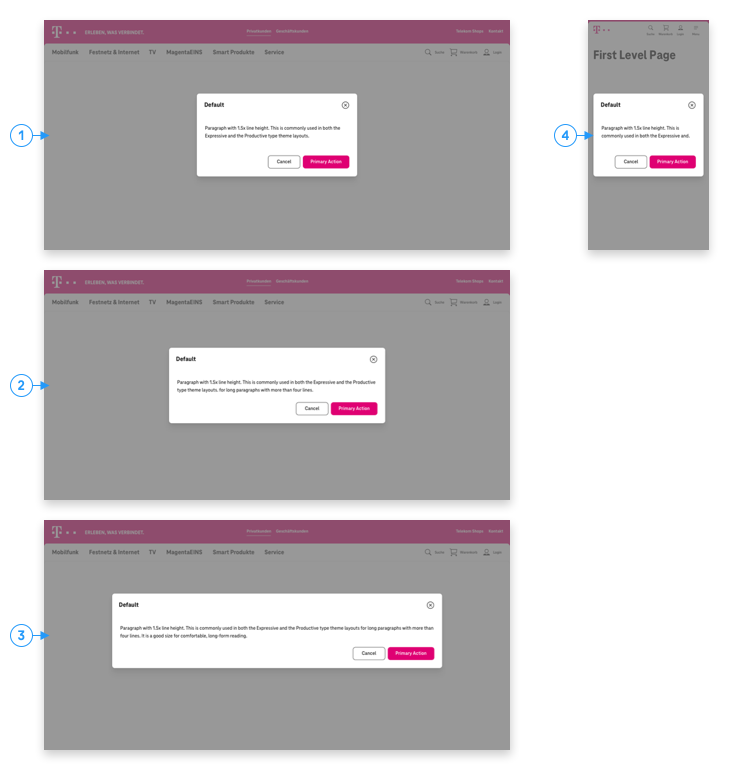 1
T
ERLEBEN, WAS VERBINDET.
Privatkunden Geschäftskunden
Telekom Shops Kontakt
Mobilfunk Festnetz & Internet TV MagentaEINS Smart Produkte Service
Suche Warenkorb Login
Default
Paragraph with 1.5x line height. This is commonly used in both the
Expressive and the Productive type theme layouts.
Cancel Primary Action
4
T
Suche Warenkorb Login Menu
First Level Page
Default
Paragraph with 1.5x line height. This is
commonly used in both the Expressive and.
Cancel Primary Action
2
T
ERLEBEN, WAS VERBINDET.
Privatkunden Geschäftskunden
Telekom Shops Kontakt
Mobilfunk Festnetz & Internet TV MagentaEINS Smart Produkte Service
Suche Warenkorb Login
Default
Paragraph with 1.5x line height. This is commonly used in both the Expressive and the Productive
type theme layouts. for long paragraphs with more than four lines.
Cancel Primary Action
3
T
ERLEBEN, WAS VERBINDET.
Privatkunden Geschäftskunden
Telekom Shops Kontakt
Mobilfunk Festnetz & Internet TV MagentaEINS Smart Produkte Service
Suche Warenkorb Login
Default
Paragraph with 1.5x line height. This is commonly used in both the Expressive and the Productive type theme layouts for long paragraphs with more than
four lines. It is a good size for comfortable, long-form reading.
Cancel Primary Action